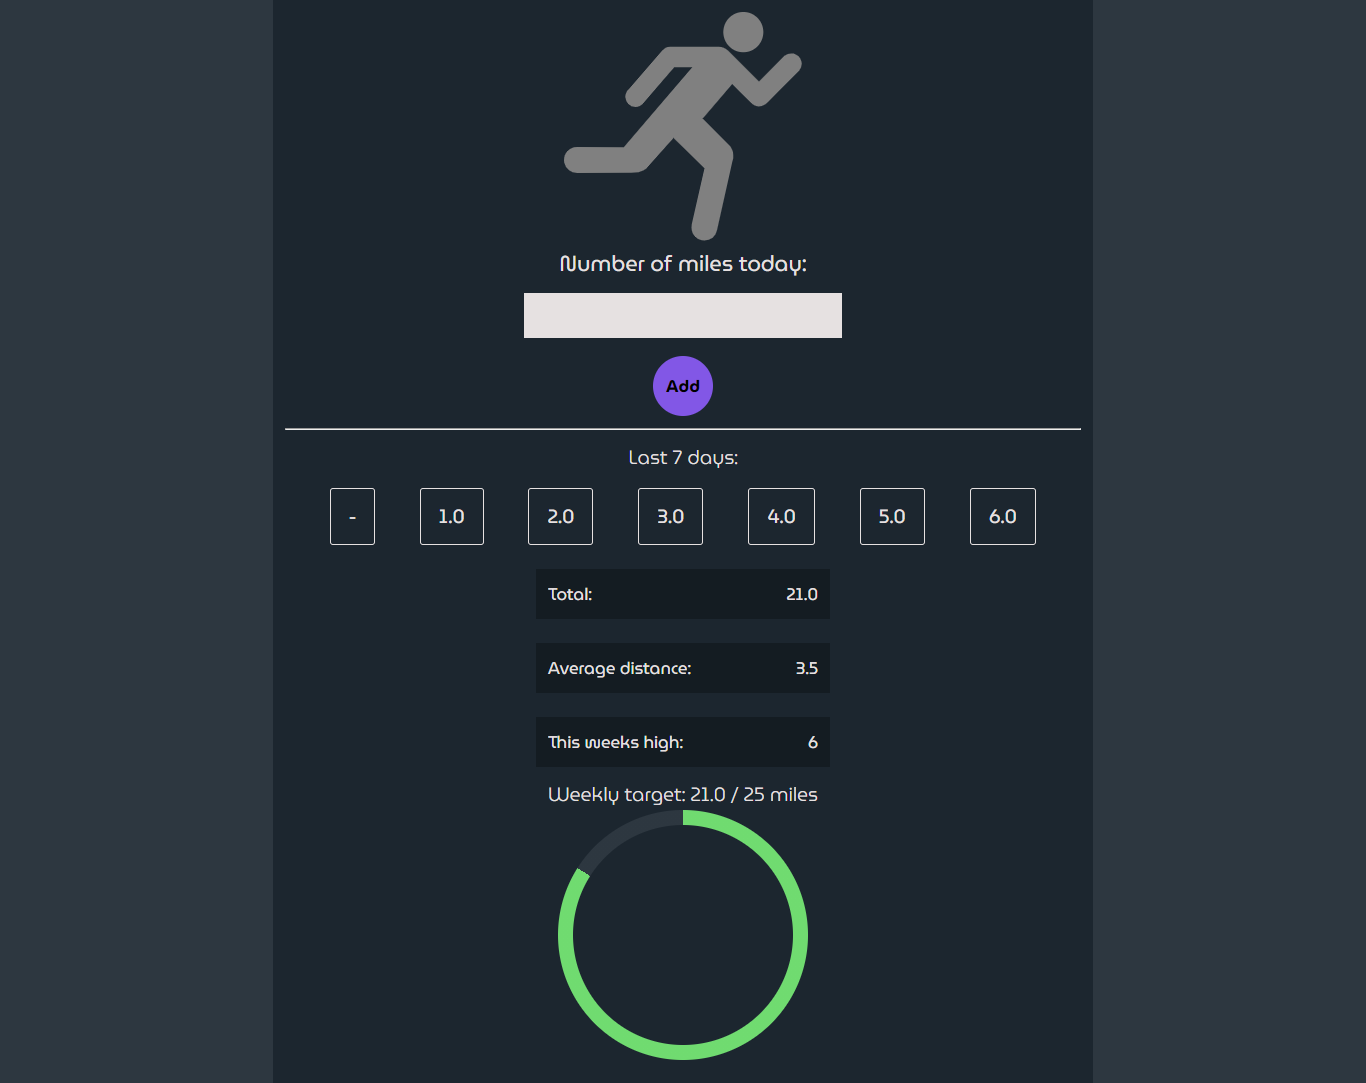 Number of miles today:
Add
Last 7 days:
- 1.0 2.0 3.0 4.0 5.0 6.0
Total: 21.0
Average distance: 3.5
This weeks high: 6
Weekly target: 21.0 / 25 miles